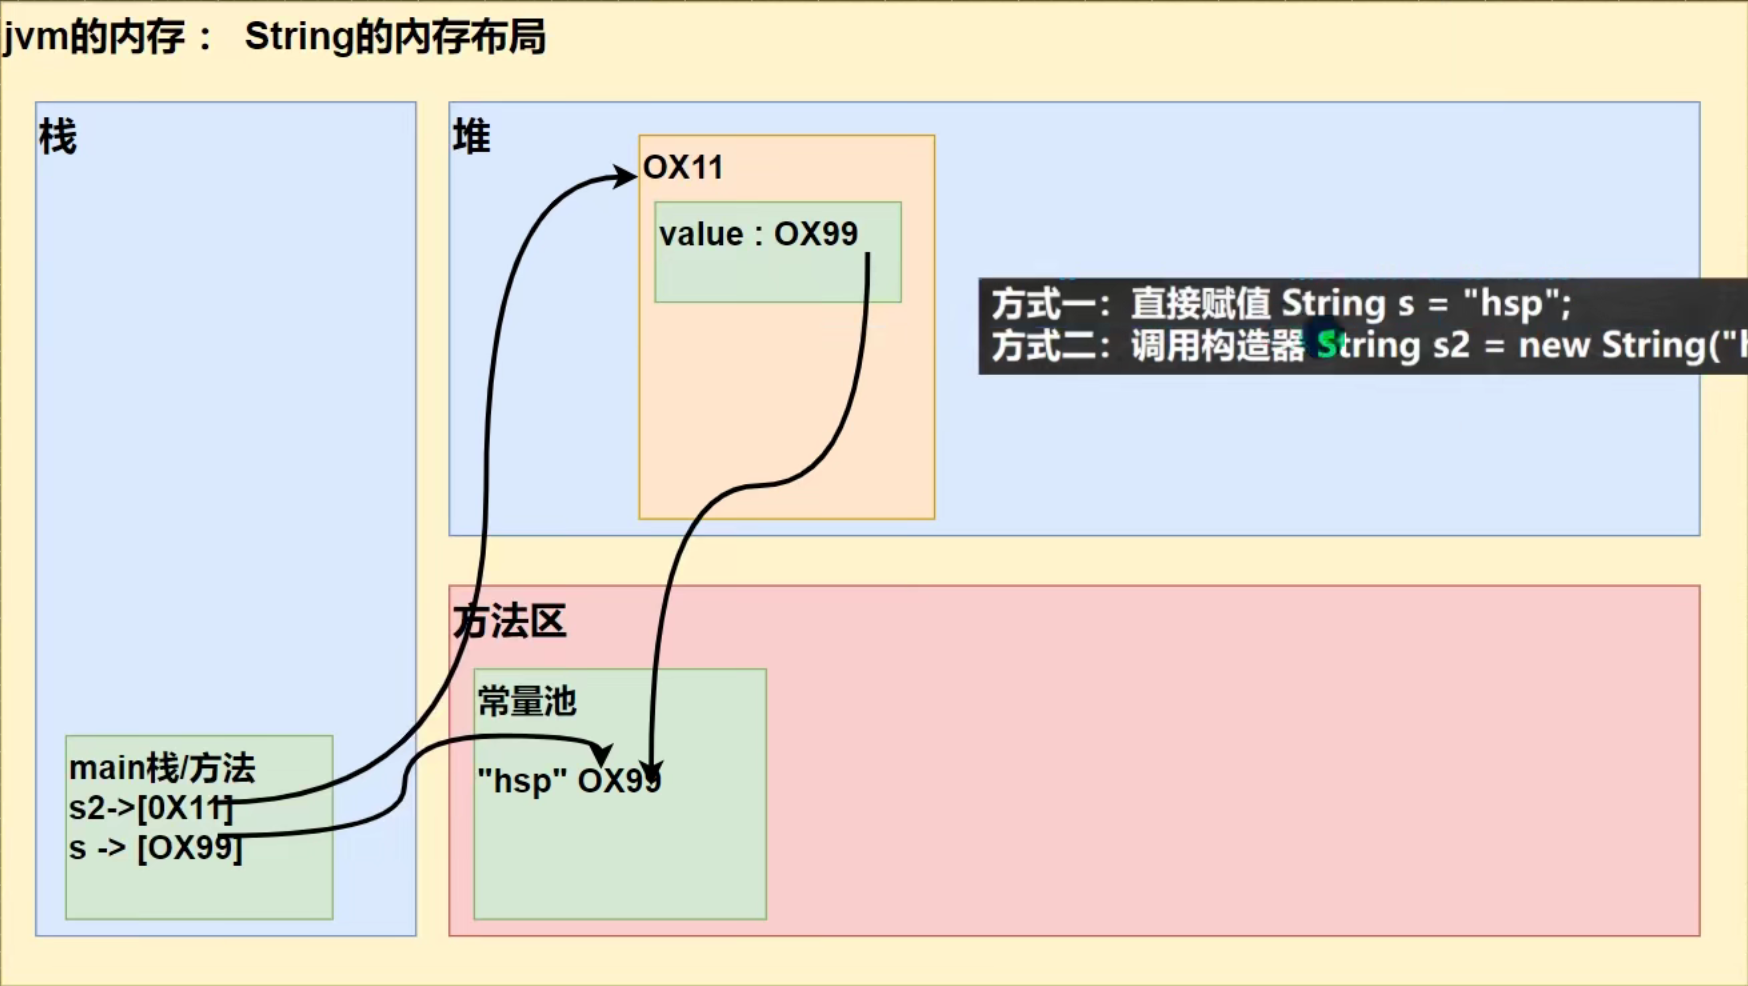 jvm的内存： String的内存布局
栈
堆
OX11
value : OX99
方式一：直接赋值 String s = "hsp";
方式二：调用构造器 String s2 = new String("
方法区
常量池
"hsp" OX99
main栈/方法
s2->[0X11]
s -> [OX99]